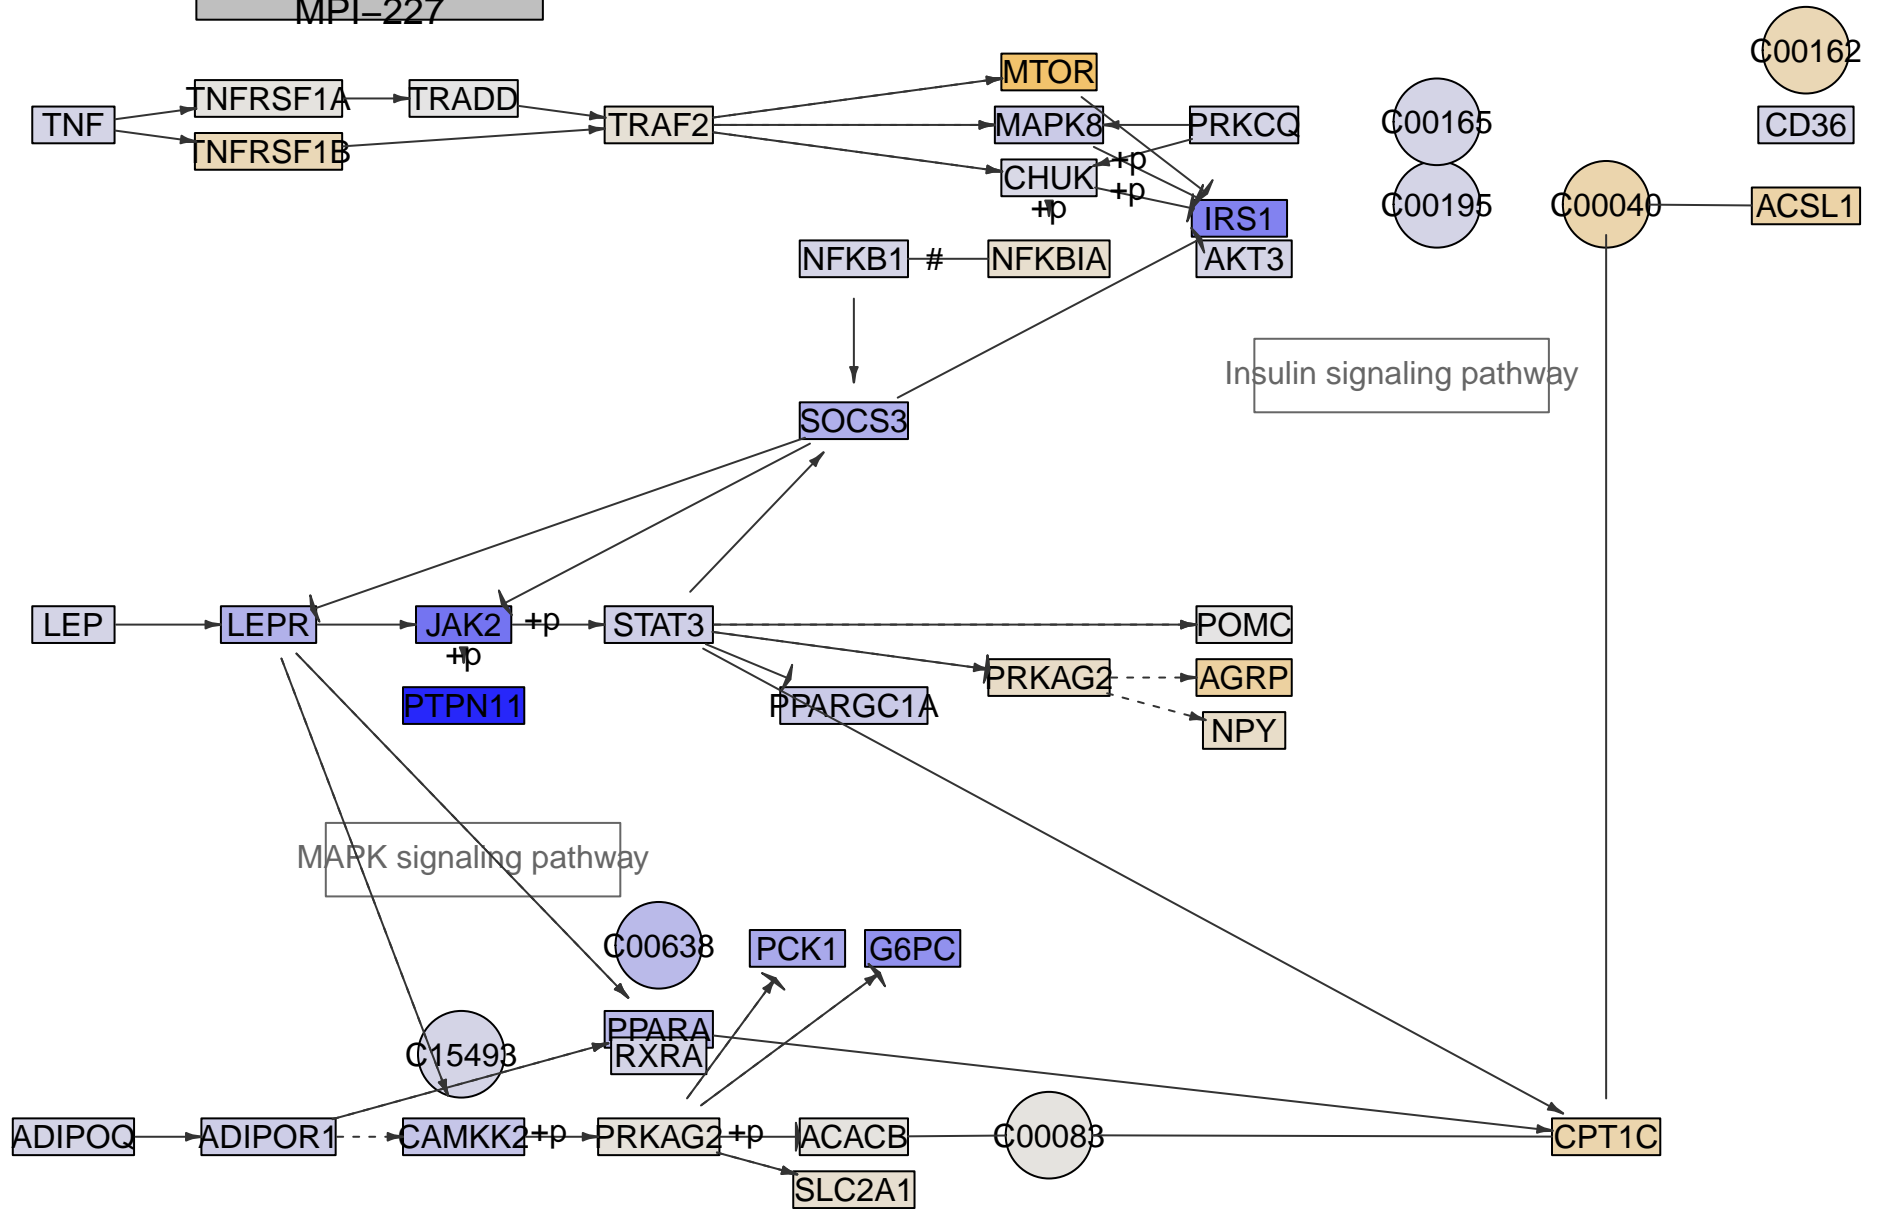 MPI–227
C00162
MTOR
TNFRSF1A
TRADD
TNF
TRAF2
MAPK8
PRKCQ
C00165
CD36
TNFRSF1B
+p
CHUK
+p
+p
IRS1
C00195
C00040
ACSL1
NFKB1
#
NFKBIA
AKT3
Insulin signaling pathway
SOCS3
LEP
LEPR
JAK2
+p
STAT3
POMC
+p
PRKAG2
AGRP
PTPN11
PPARGC1A
NPY
MAPK signaling pathway
C00638
PCK1
G6PC
PPARA
C15493
RXRA
ADIPOQ
ADIPOR1
CAMKK2
+p
PRKAG2
+p
ACACB
C00083
CPT1C
SLC2A1